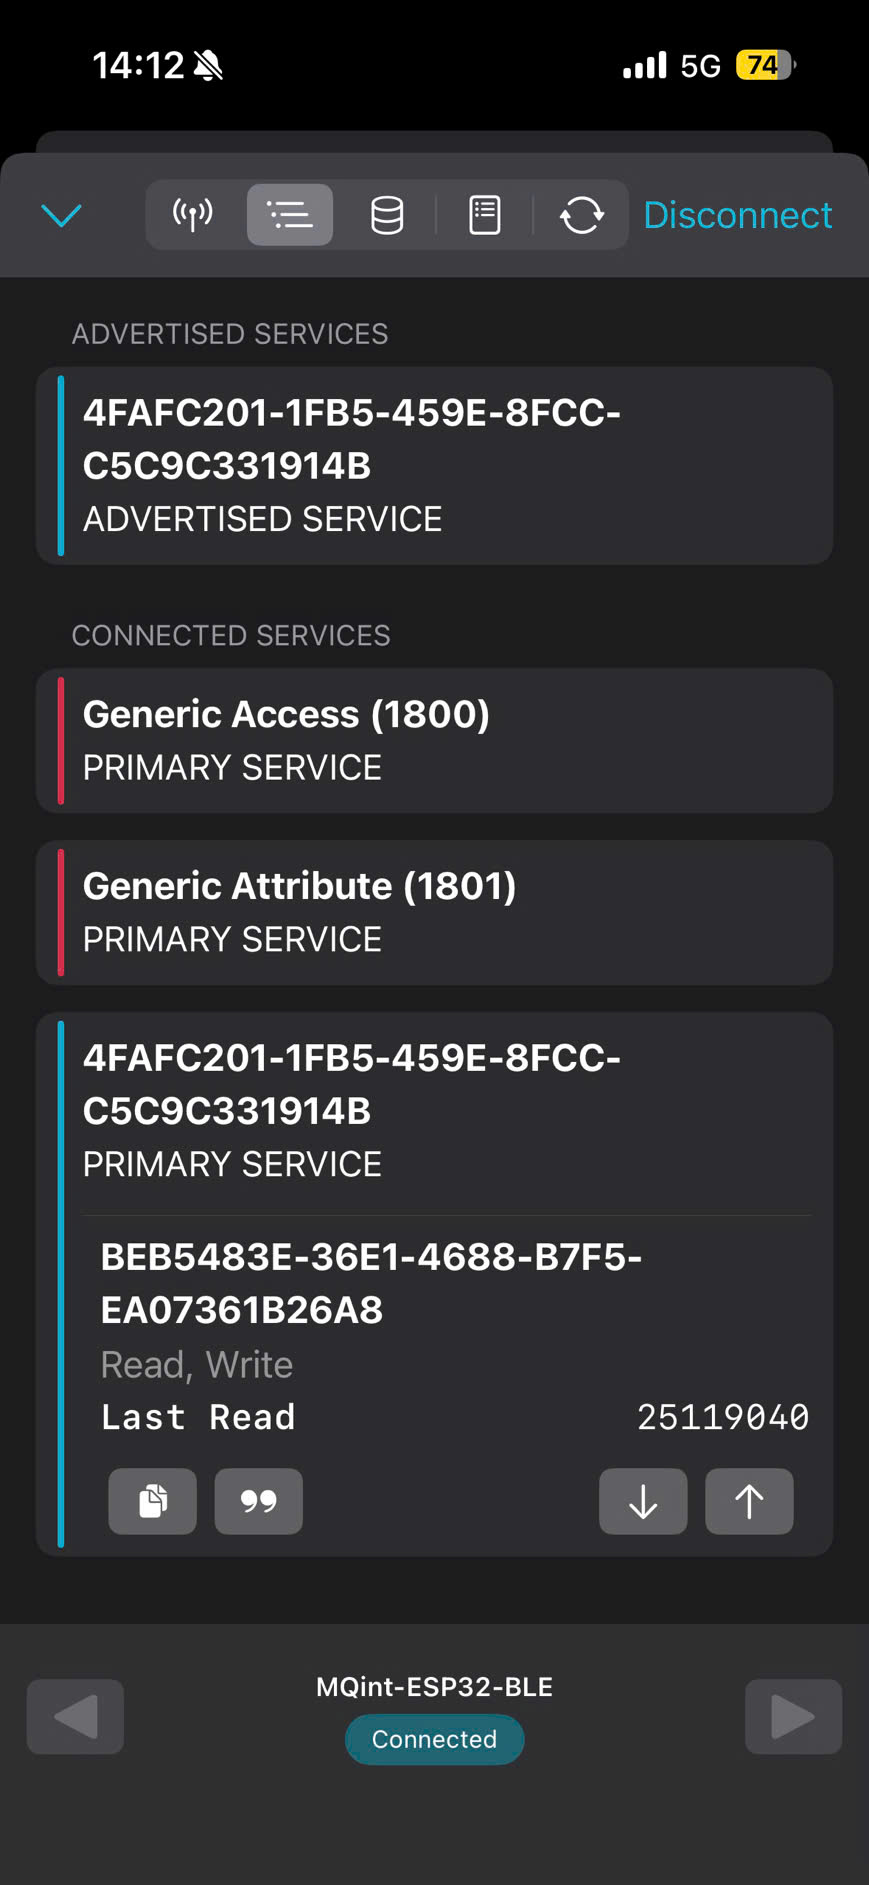 14:12
5G
74
Disconnect
ADVERTISED SERVICES
4FAFC201-1FB5-459E-8FCC-
C5C9C331914B
ADVERTISED SERVICE
CONNECTED SERVICES
Generic Access (1800)
PRIMARY SERVICE
Generic Attribute (1801)
PRIMARY SERVICE
4FAFC201-1FB5-459E-8FCC-
C5C9C331914B
PRIMARY SERVICE
BEB5483E-36E1-4688-B7F5-
EA07361B26A8
Read, Write
Last Read 25119040
MQint-ESP32-BLE
Connected